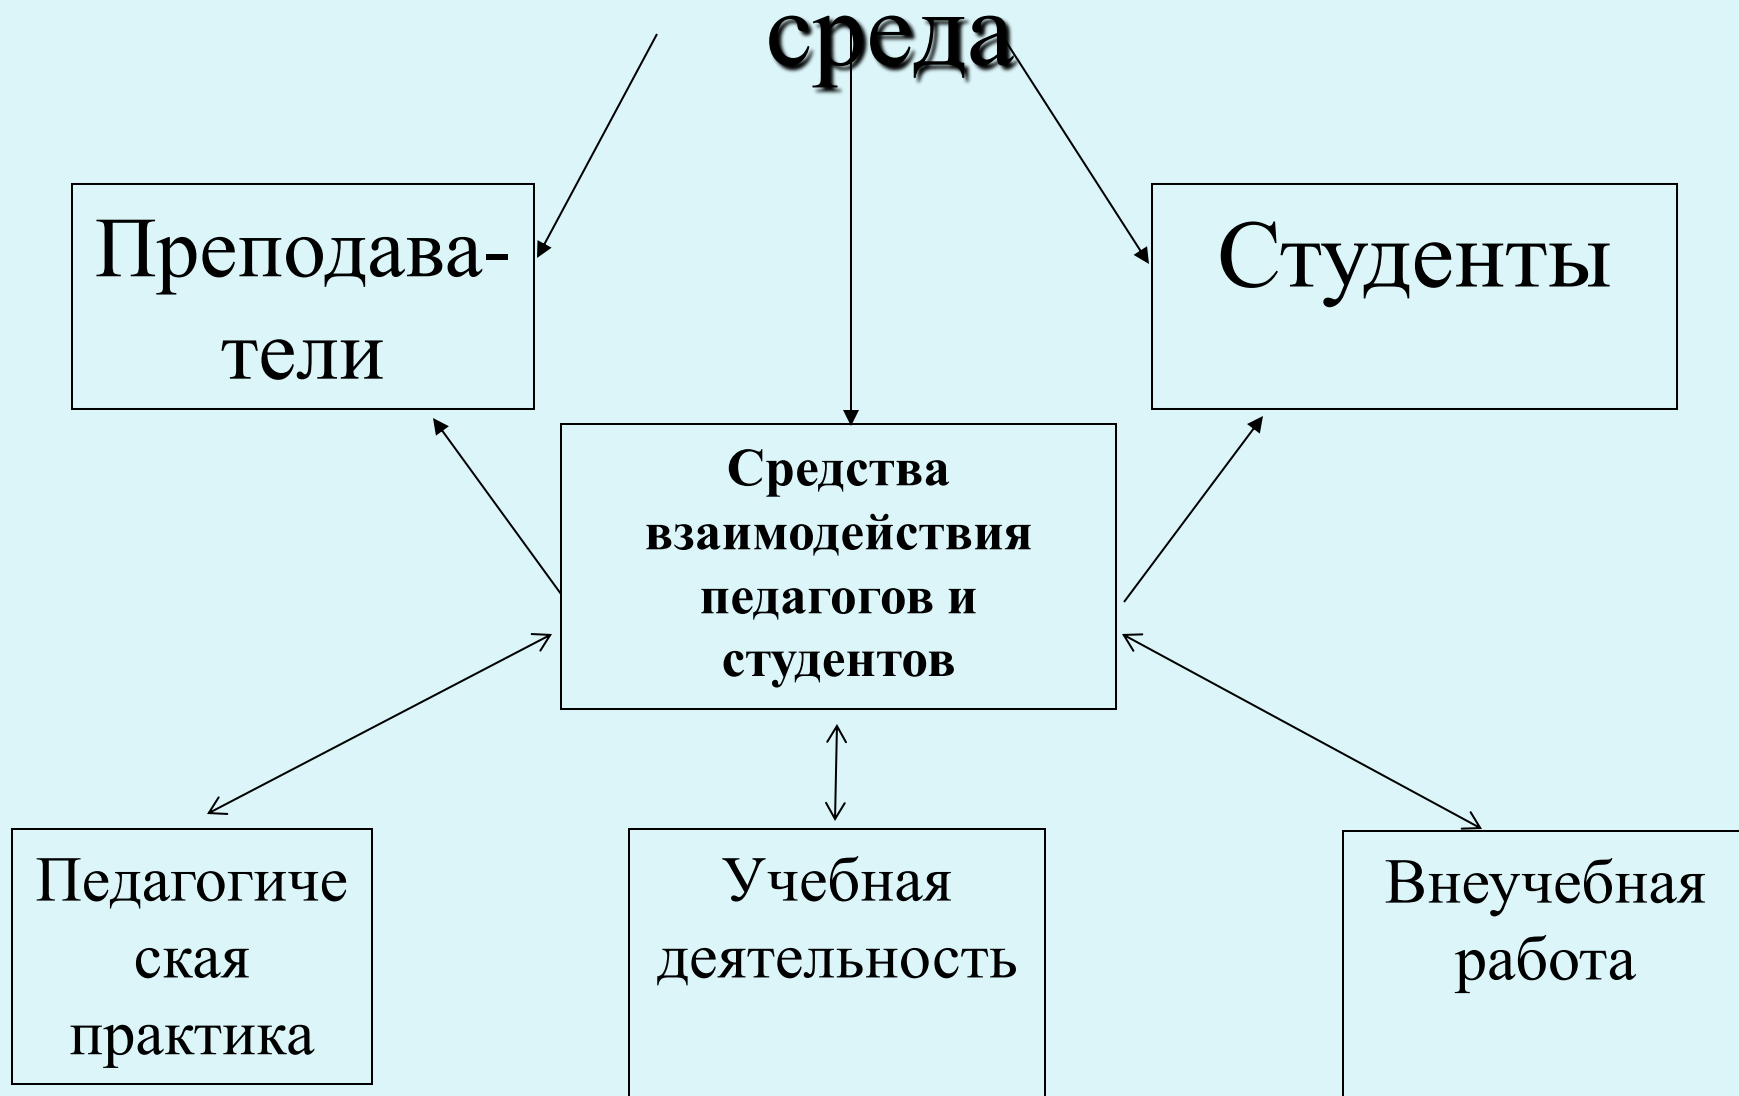 среда
Преподава-
тели
Студенты
Средства
взаимодействия
педагогов и
студентов
Педагогиче
ская
практика
Учебная
деятельность
Внеучебная
работа